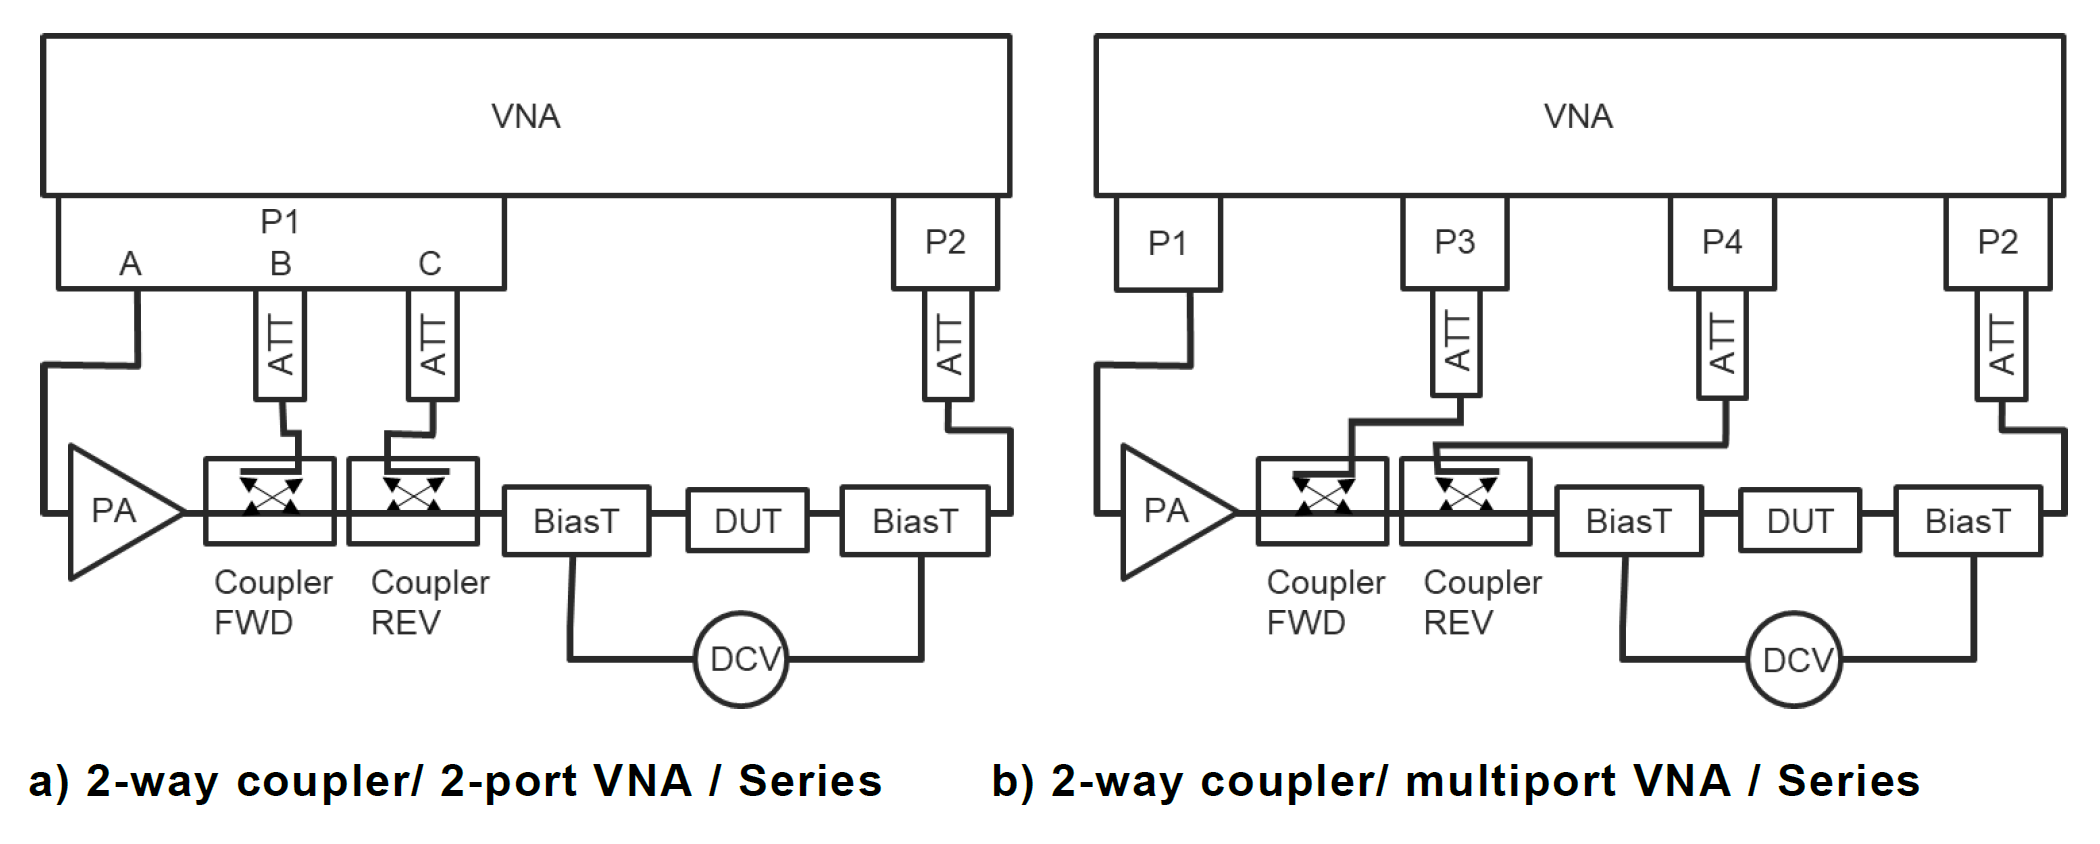 VNA
P1
A B C
P2
ATT
ATT
ATT
PA
BiasT
DUT
BiasT
Coupler
FWD
Coupler
REV
DCV
a) 2-way coupler/ 2-port VNA / Series
VNA
P1
P3
P4
P2
ATT
ATT
ATT
PA
BiasT
DUT
BiasT
Coupler
FWD
Coupler
REV
DCV
b) 2-way coupler/ multiport VNA / Series